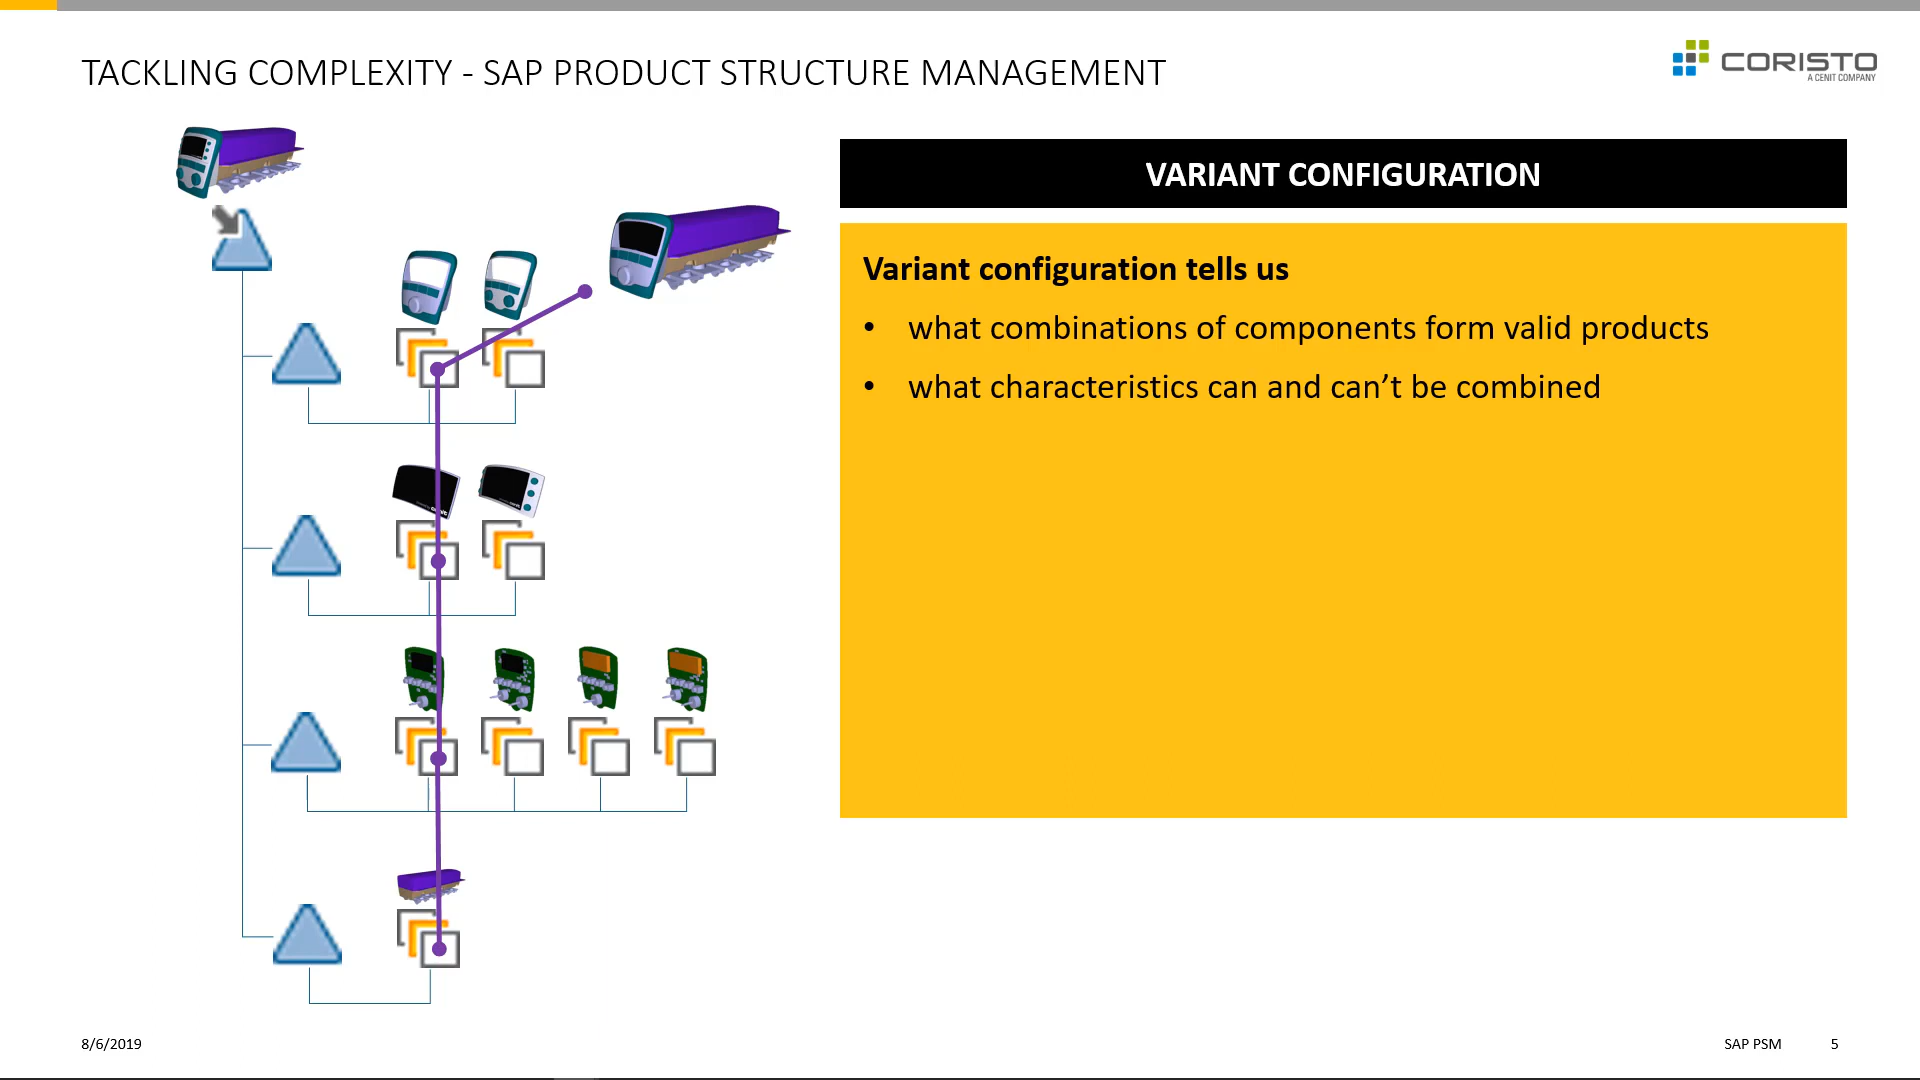 TACKLING COMPLEXITY - SAP PRODUCT STRUCTURE MANAGEMENT
CORISTO
A CENIT COMPANY
VARIANT CONFIGURATION
Variant configuration tells us
• what combinations of components form valid products
• what characteristics can and can’t be combined
8/6/2019
SAP PSM
5